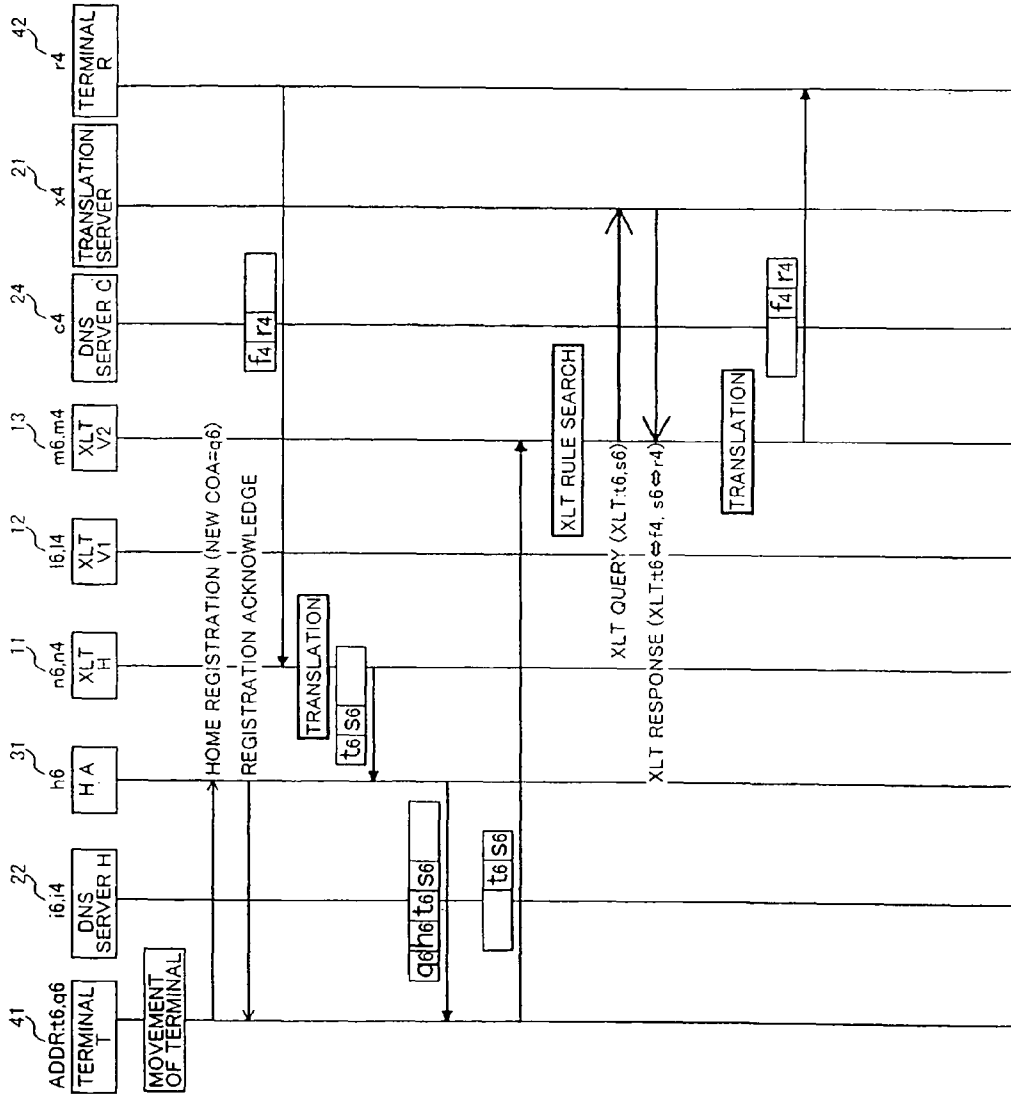 41
ADDR:t6,q6
TERMINAL
T
22
i6,i4
DNS
SERVER H
31
h6
H A
11
n6,n4
XLT
H
12
l6,l4
XLT
V1
13
m6,m4
XLT
V2
24
c4
DNS
SERVER C
21
x4
TRANSLATION
SERVER
42
r4
TERMINAL
R
MOVEMENT
OF TERMINAL
HOME REGISTRATION (NEW COA=q6)
REGISTRATION ACKNOWLEDGE
f4 r4
TRANSLATION
t6 s6
q6 h6 t6 s6
t6 s6
XLT RULE SEARCH
XLT QUERY (XLT:t6,s6)
XLT RESPONSE (XLT:t6⇔f4, s6⇔r4)
TRANSLATION
f4 r4